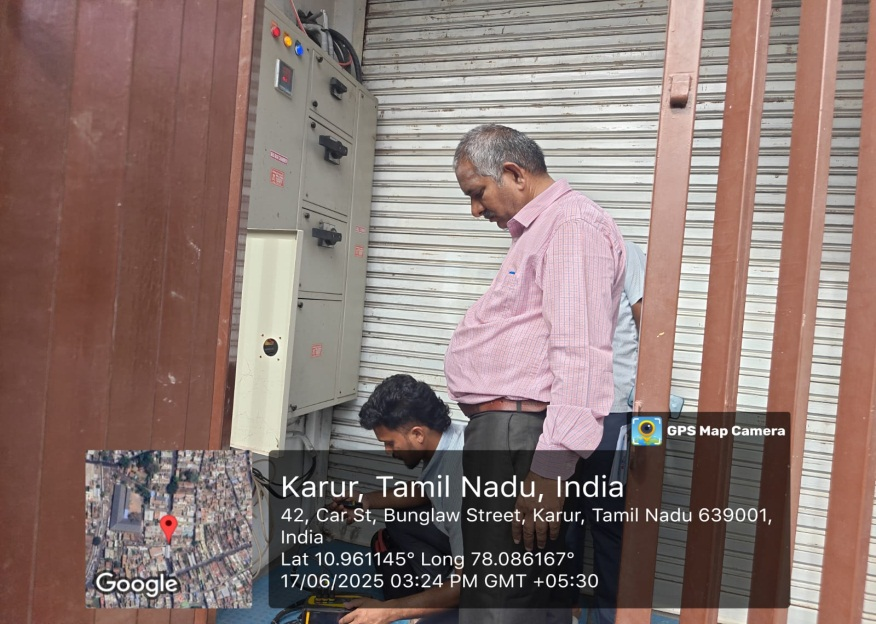 GPS Map Camera
Karur, Tamil Nadu, India
42, Car St, Bunglaw Street, Karur, Tamil Nadu 639001,
India
Lat 10.961145° Long 78.086167°
17/06/2025 03:24 PM GMT +05:30
Google